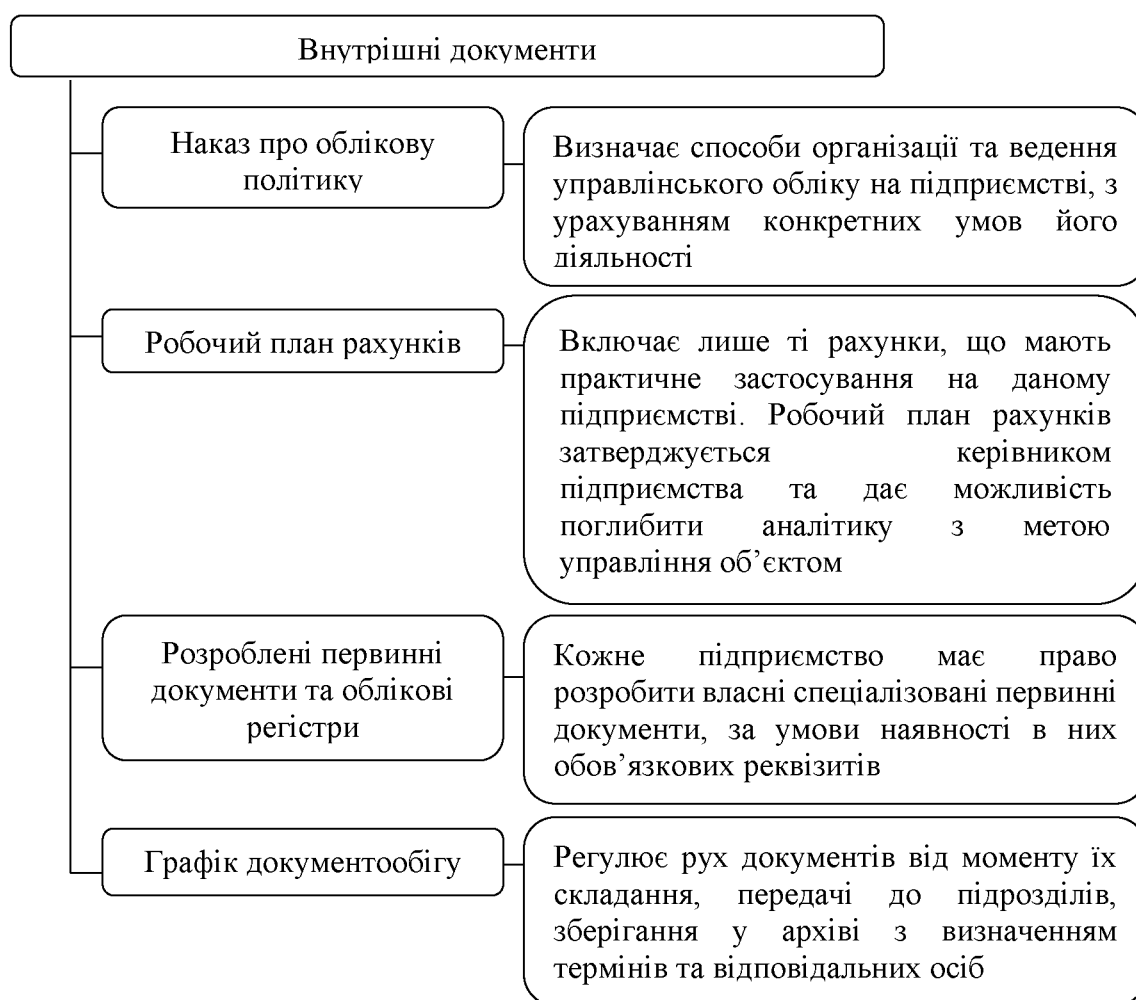 Внутрішні документи
Наказ про облікову
політику
Визначає способи організації та ведення
управлінського обліку на підприємстві, з
урахуванням конкретних умов його
діяльності
Робочий план рахунків
Включає лише ті рахунки, що мають
практичне застосування на даному
підприємстві. Робочий план рахунків
затверджується керівником
підприємства та дає можливість
поглибити аналітику з метою
управління об’єктом
Розроблені первинні
документи та облікові
регістри
Кожне підприємство має право
розробити власні спеціалізовані первинні
документи, за умови наявності в них
обов’язкових реквізитів
Графік документообігу
Регулює рух документів від моменту їх
складання, передачі до підрозділів,
зберігання у архіві з визначенням
термінів та відповідальних осіб